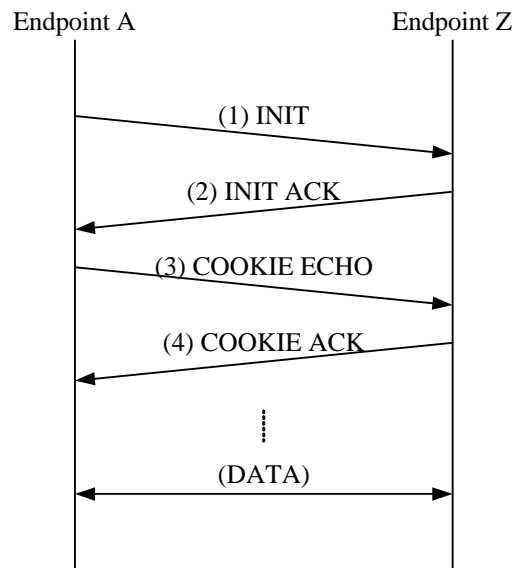 Endpoint A
Endpoint Z
(1) INIT
(2) INIT ACK
(3) COOKIE ECHO
(4) COOKIE ACK
(DATA)